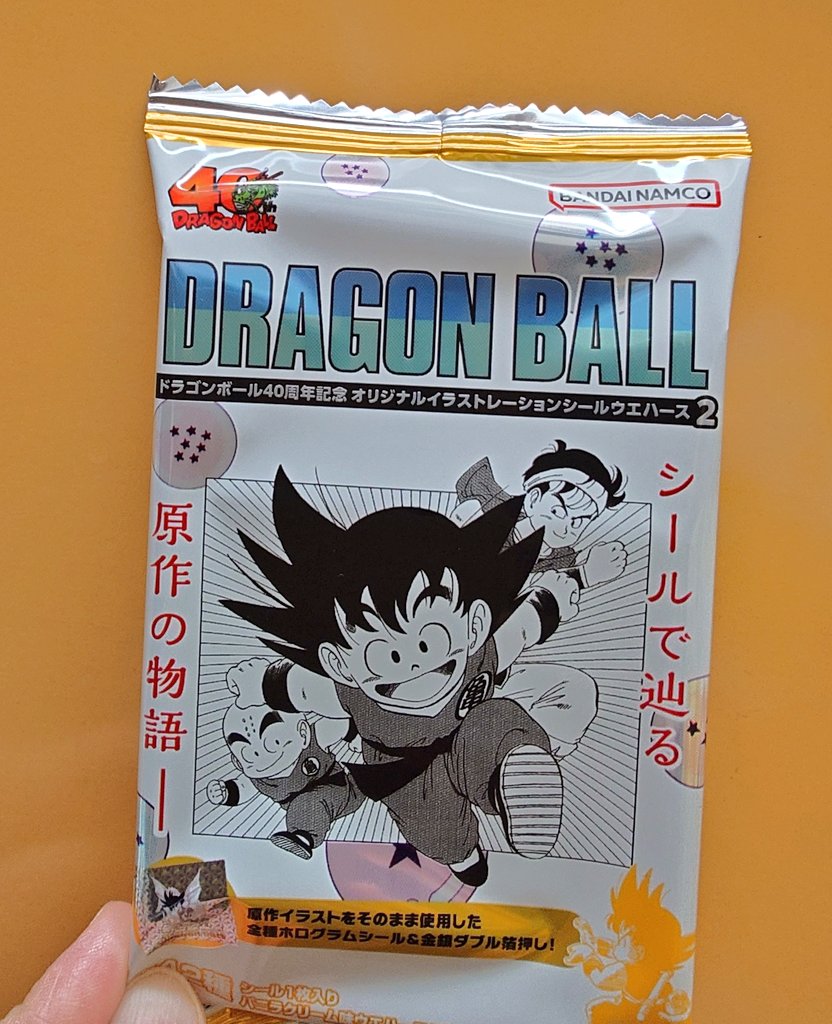 40th
DRAGON BALL
BANDAI NAMCO
DRAGON BALL
ドラゴンボール40周年記念 オリジナルイラストレーションシールウエハース2
シールで辿る
原作の物語―
亀
亀
原作イラストをそのまま使用した
全種ホログラムシール&金銀ダブル箔押し!
シール1枚入り
バニラクリーム味ウエハ